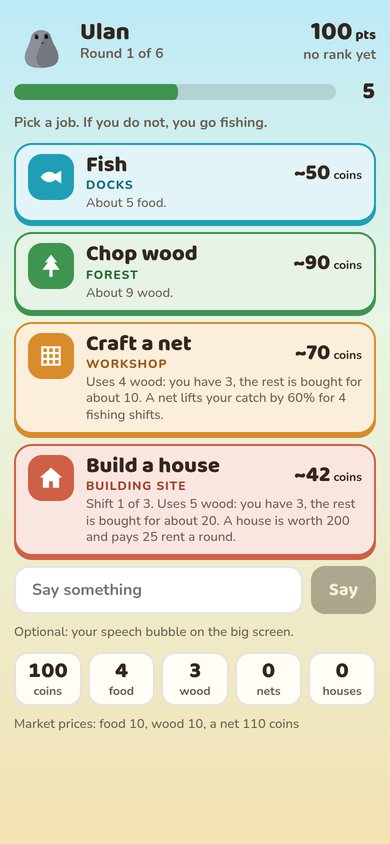 Ulan
Round 1 of 6
100 pts
no rank yet
5
Pick a job. If you do not, you go fishing.
Fish
DOCKS
About 5 food.
~50 coins
Chop wood
FOREST
About 9 wood.
~90 coins
Craft a net
WORKSHOP
~70 coins
Uses 4 wood: you have 3, the rest is bought for
about 10. A net lifts your catch by 60% for 4
fishing shifts.
Build a house
BUILDING SITE
~42 coins
Shift 1 of 3. Uses 5 wood: you have 3, the rest
is bought for about 20. A house is worth 200
and pays 25 rent a round.
Say something
Say
Optional: your speech bubble on the big screen.
100
coins
4
food
3
wood
0
nets
0
houses
Market prices: food 10, wood 10, a net 110 coins